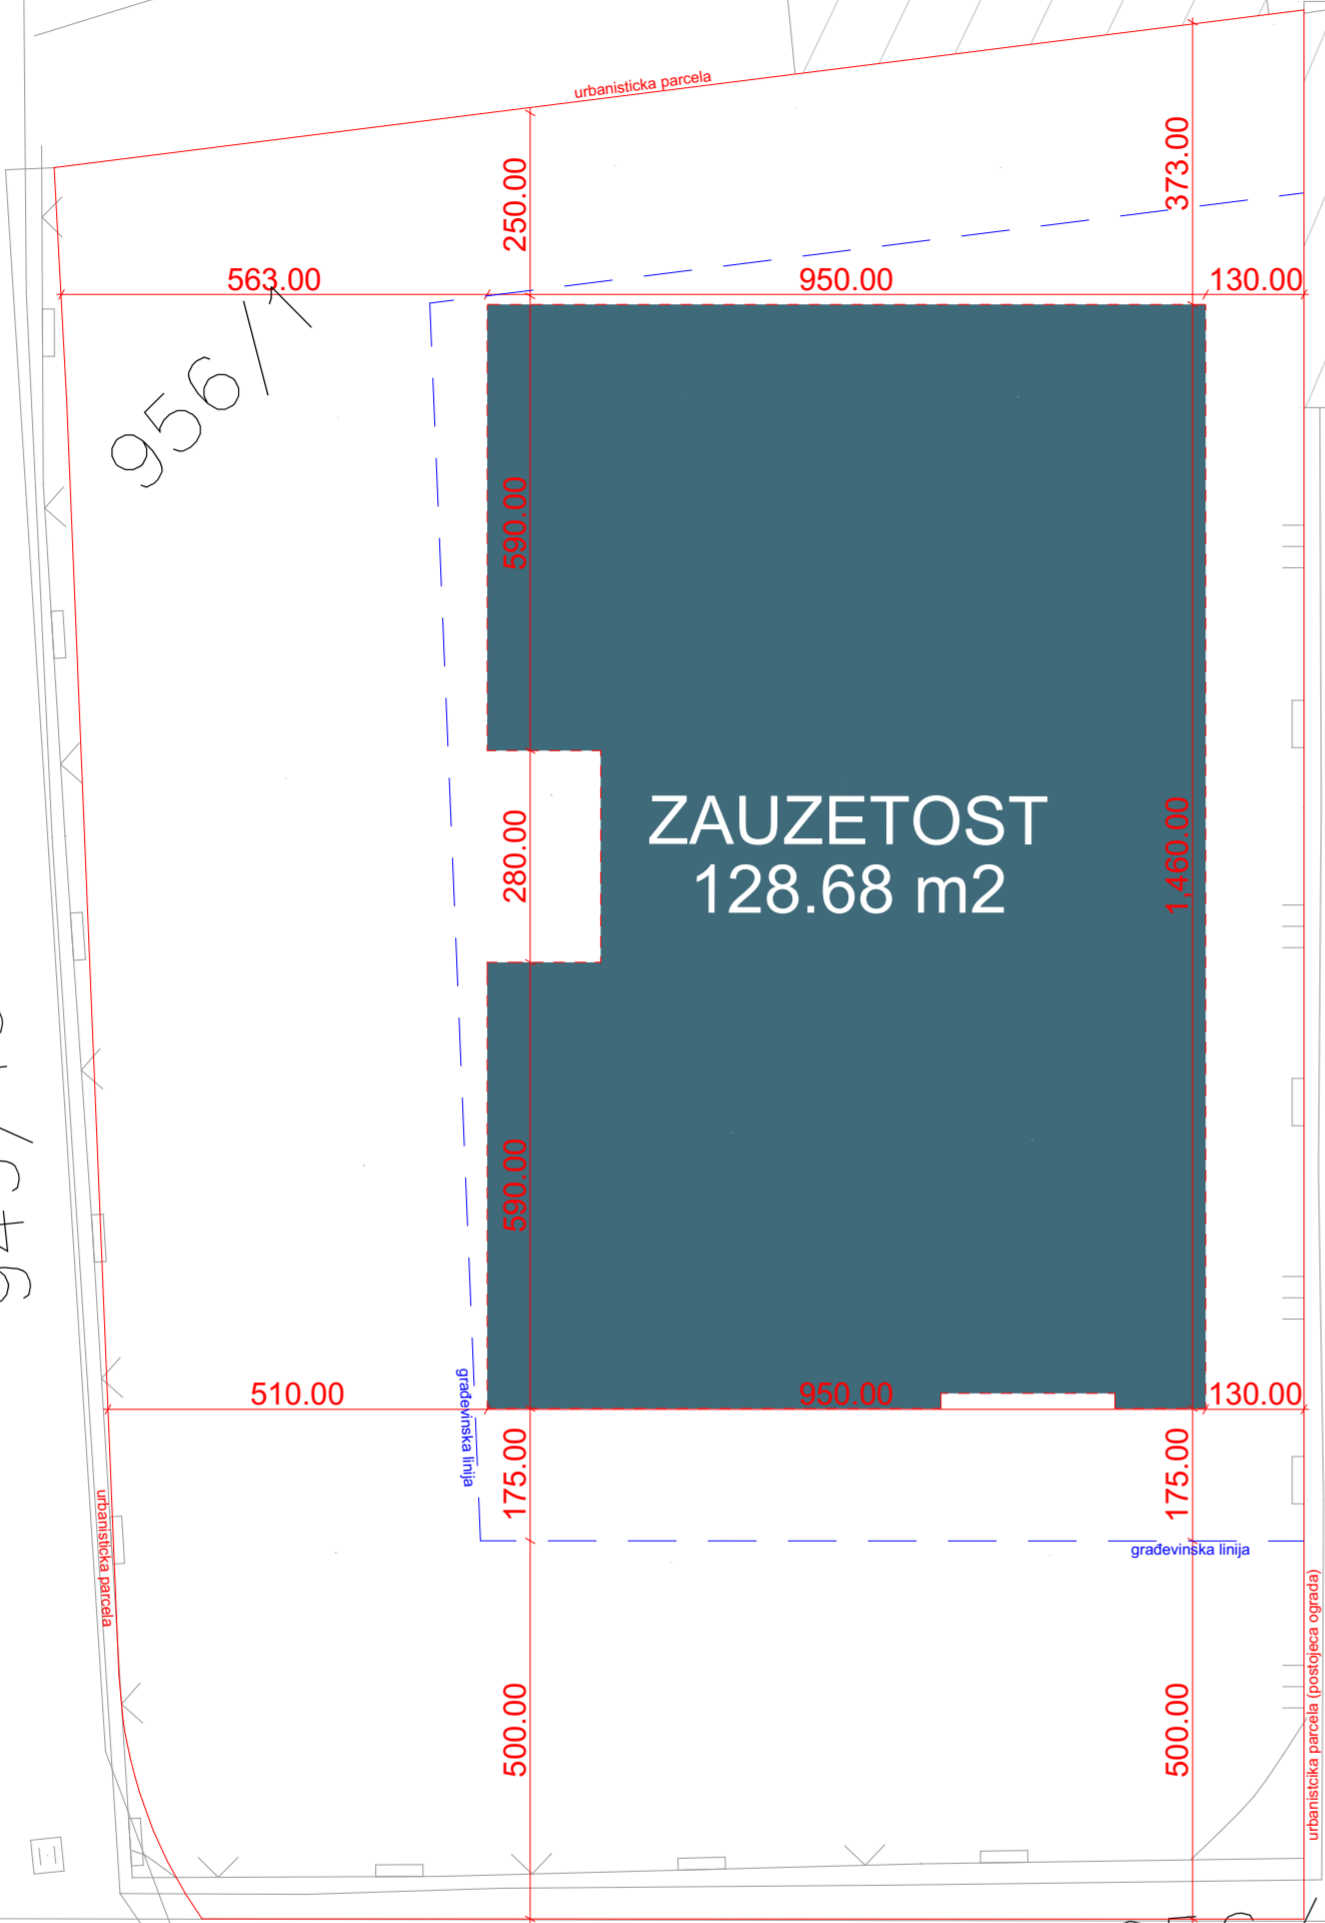 urbanisticka parcela
373.00
250.00
563.00
950.00
130.00
956/1
590.00
ZAUZETOST
128.68 m2
280.00
1,460.00
590.00
510.00
950.00
130.00
građevinska linija
175.00
175.00
građevinska linija
urbanisticka parcela
urbanistcika parcela (postojeca ograda)
500.00
500.00